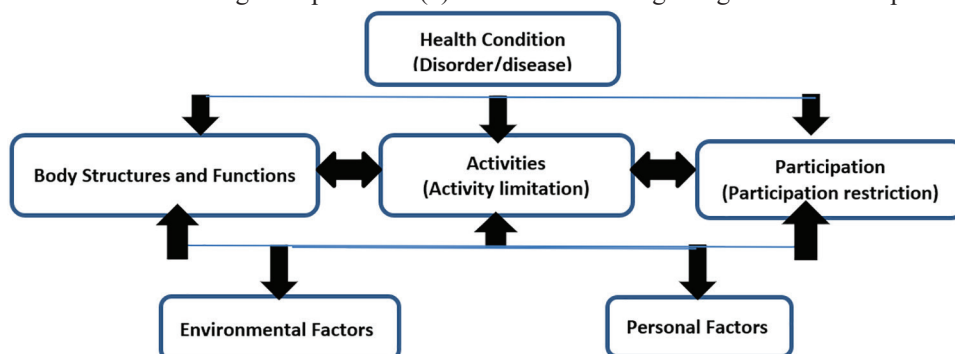 Health Condition
(Disorder/disease)
Body Structures and Functions
Activities
(Activity limitation)
Participation
(Participation restriction)
Environmental Factors
Personal Factors